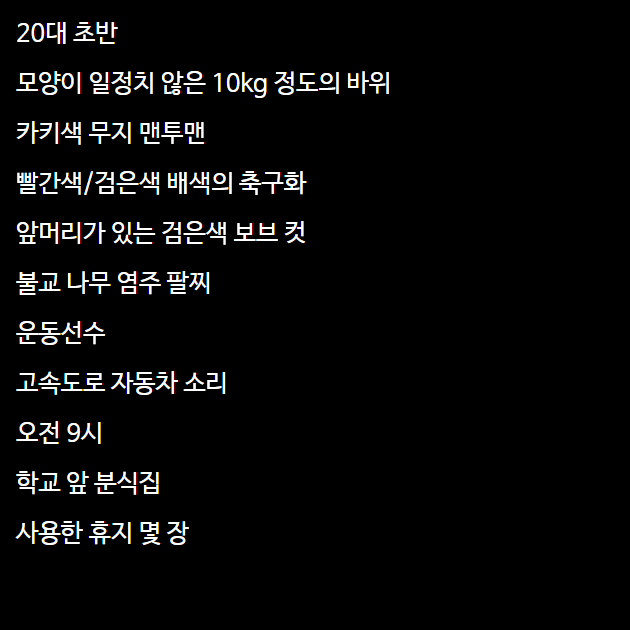 20대 초반
모양이 일정치 않은 10kg 정도의 바위
카키색 무지 맨투맨
빨간색/검은색 배색의 축구화
앞머리가 있는 검은색 보브 컷
불교 나무 염주 팔찌
운동선수
고속도로 자동차 소리
오전 9시
학교 앞 분식집
사용한 휴지 몇 장